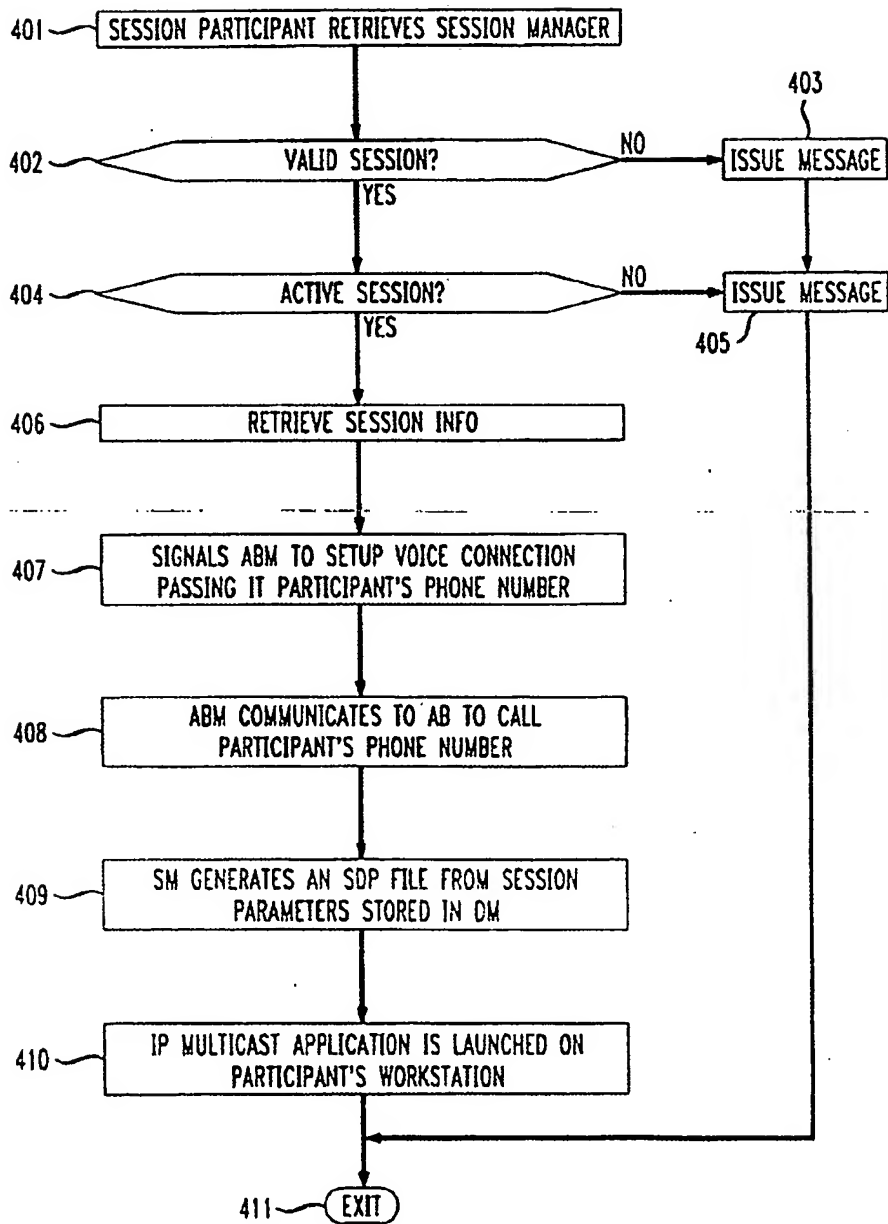 401 SESSION PARTICIPANT RETRIEVES SESSION MANAGER
403
402 VALID SESSION? NO ISSUE MESSAGE
YES
404 ACTIVE SESSION? NO ISSUE MESSAGE
YES
405
406 RETRIEVE SESSION INFO
407 SIGNALS ABM TO SETUP VOICE CONNECTION
PASSING IT PARTICIPANT'S PHONE NUMBER
408 ABM COMMUNICATES TO AB TO CALL
PARTICIPANT'S PHONE NUMBER
409 SM GENERATES AN SDP FILE FROM SESSION
PARAMETERS STORED IN DM
410 IP MULTICAST APPLICATION IS LAUNCHED ON
PARTICIPANT'S WORKSTATION
411 EXIT